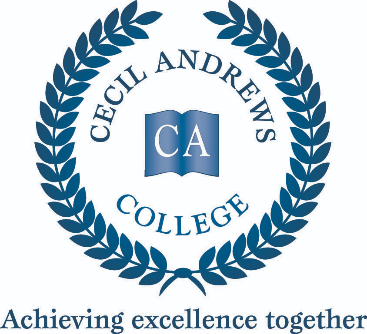 CECIL ANDREWS
CA
COLLEGE
Achieving excellence together